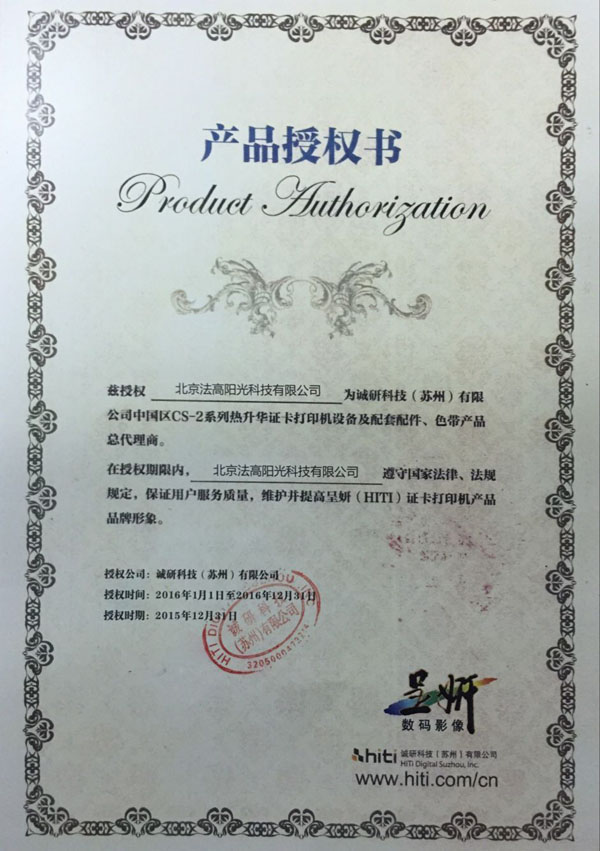 产品授权书
Product Authorization
兹授权 北京法高阳光科技有限公司 为诚研科技（苏州）有限
公司中国区CS-2系列热升华证卡打印机设备及配套配件、色带产品
总代理商。
在授权期限内， 北京法高阳光科技有限公司 遵守国家法律、法规
规定，保证用户服务质量，维护并提高呈妍（HITI）证卡打印机产品
品牌形象。
授权公司：诚研科技（苏州）有限公司
授权时间：2016年1月1日至2016年12月31日
授权时期：2015年12月31日
诚研科技
(苏州)有限公司
呈妍
数码影像
hiti 诚研科技（苏州）有限公司
HiTi Digital Suzhou, Inc.
www.hiti.com/cn